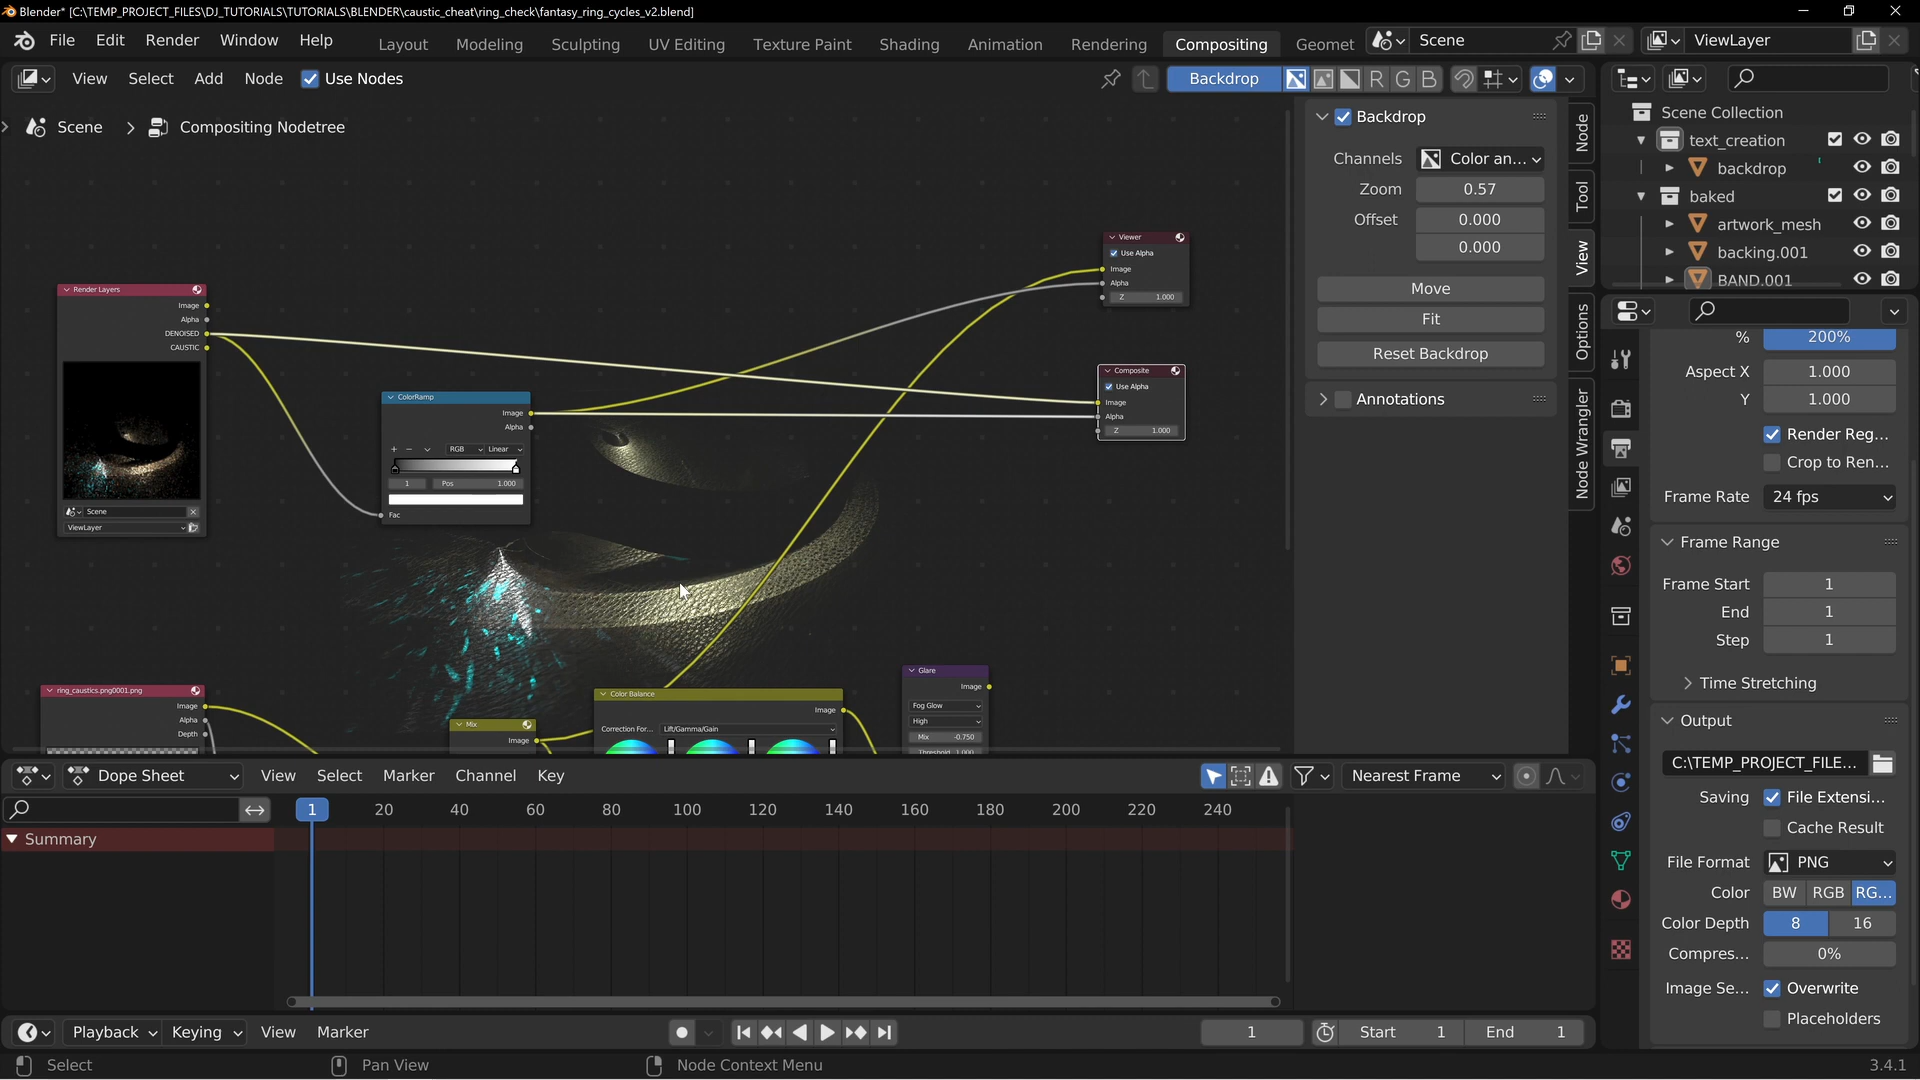 Blender* [C:\TEMP_PROJECT_FILES\DJ_TUTORIALS\TUTORIALS\BLENDER\caustic_cheat\ring_check\fantasy_ring_cycles_v2.blend]
File Edit Render Window Help Layout Modeling Sculpting UV Editing Texture Paint Shading Animation Rendering Compositing Geomet Scene ViewLayer
View Select Add Node Use Nodes Backdrop R G B
Scene > Compositing Nodetree
Backdrop
Channels Color an...
Zoom 0.57
Offset 0.000
0.000
Move
Fit
Reset Backdrop
Annotations
Node
Tool
View
Options
Node Wrangler
Scene Collection
text_creation
backdrop
baked
artwork_mesh
backing.001
BAND.001
Viewer
Use Alpha
Image
Alpha
Z 1.000
Render Layers
Image
Alpha
DENOISED
CAUSTIC
Scene
ViewLayer
Composite
Use Alpha
Image
Alpha
Z 1.000
ColorRamp
Image
Alpha
RGB Linear
1 Pos 1.000
Fac
ring_caustics.png0001.png
Image
Alpha
Depth
Mix
Image
Color Balance
Image
Correction For... Lift/Gamma/Gain
Glare
Image
Fog Glow
High
Mix -0.750
Threshold 1.000
% 200%
Aspect X 1.000
Y 1.000
Render Reg...
Crop to Ren...
Frame Rate 24 fps
Frame Range
Frame Start 1
End 1
Step 1
Time Stretching
Output
C:\TEMP_PROJECT_FILE...
Saving File Extensi...
Cache Result
File Format PNG
Color BW RGB RG...
Color Depth 8 16
Compres... 0%
Image Se... Overwrite
Placeholders
Dope Sheet View Select Marker Channel Key Nearest Frame
1 20 40 60 80 100 120 140 160 180 200 220 240
Summary
Playback Keying View Marker 1 Start 1 End 1
Select Pan View Node Context Menu 3.4.1